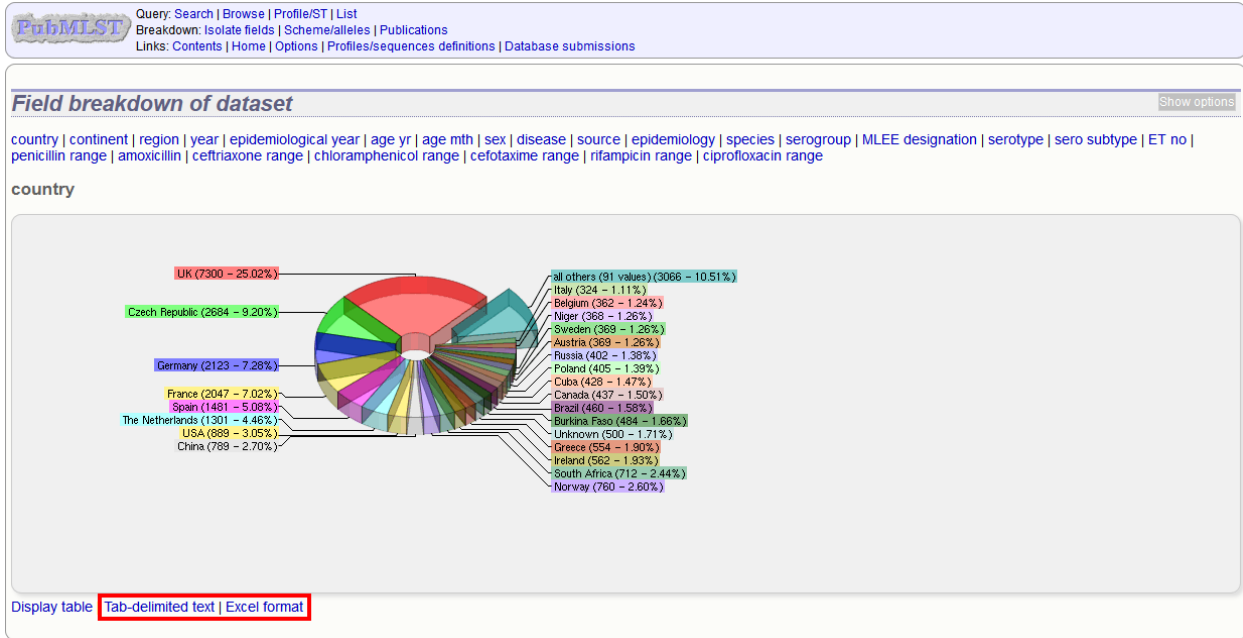 PubMLST
Query: Search | Browse | Profile/ST | List
Breakdown: Isolate fields | Scheme/alleles | Publications
Links: Contents | Home | Options | Profiles/sequences definitions | Database submissions
Field breakdown of dataset
Show options
country | continent | region | year | epidemiological year | age yr | age mth | sex | disease | source | epidemiology | species | serogroup | MLEE designation | serotype | sero subtype | ET no |
penicillin range | amoxicillin | ceftriaxone range | chloramphenicol range | cefotaxime range | rifampicin range | ciprofloxacin range
country
UK (7300 – 25.02%)
Czech Republic (2684 – 9.20%)
Germany (2123 – 7.28%)
France (2047 – 7.02%)
Spain (1481 – 5.08%)
The Netherlands (1301 – 4.46%)
USA (889 – 3.05%)
China (789 – 2.70%)
all others (91 values) (3066 – 10.51%)
Italy (324 – 1.11%)
Belgium (362 – 1.24%)
Niger (368 – 1.26%)
Sweden (369 – 1.26%)
Austria (369 – 1.26%)
Russia (402 – 1.38%)
Poland (405 – 1.39%)
Cuba (428 – 1.47%)
Canada (437 – 1.50%)
Brazil (460 – 1.58%)
Burkina Faso (484 – 1.66%)
Unknown (500 – 1.71%)
Greece (554 – 1.90%)
Ireland (562 – 1.93%)
South Africa (712 – 2.44%)
Norway (760 – 2.60%)
Display table Tab-delimited text | Excel format